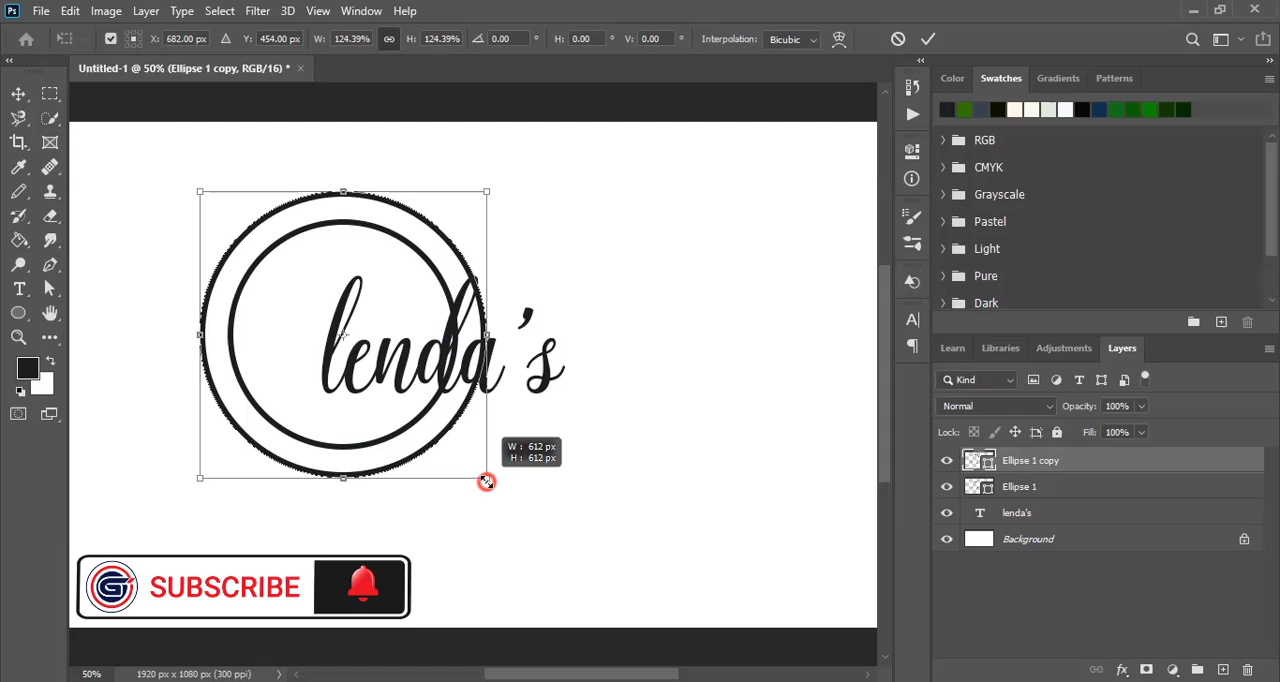 Ps File Edit Image Layer Type Select Filter 3D View Window Help
X: 682.00 px Y: 454.00 px W: 124.39% H: 124.39% 0.00 ° H: 0.00 ° V: 0.00 ° Interpolation: Bicubic
Untitled-1 @ 50% (Ellipse 1 copy, RGB/16) * ×
Color Swatches Gradients Patterns
RGB
CMYK
Grayscale
Pastel
Light
Pure
Dark
lenda's
W: 612 px
H: 612 px
Learn Libraries Adjustments Layers
Kind
Normal Opacity: 100%
Lock: Fill: 100%
Ellipse 1 copy
Ellipse 1
lenda's
Background
SUBSCRIBE
50% 1920 px x 1080 px (300 ppi)